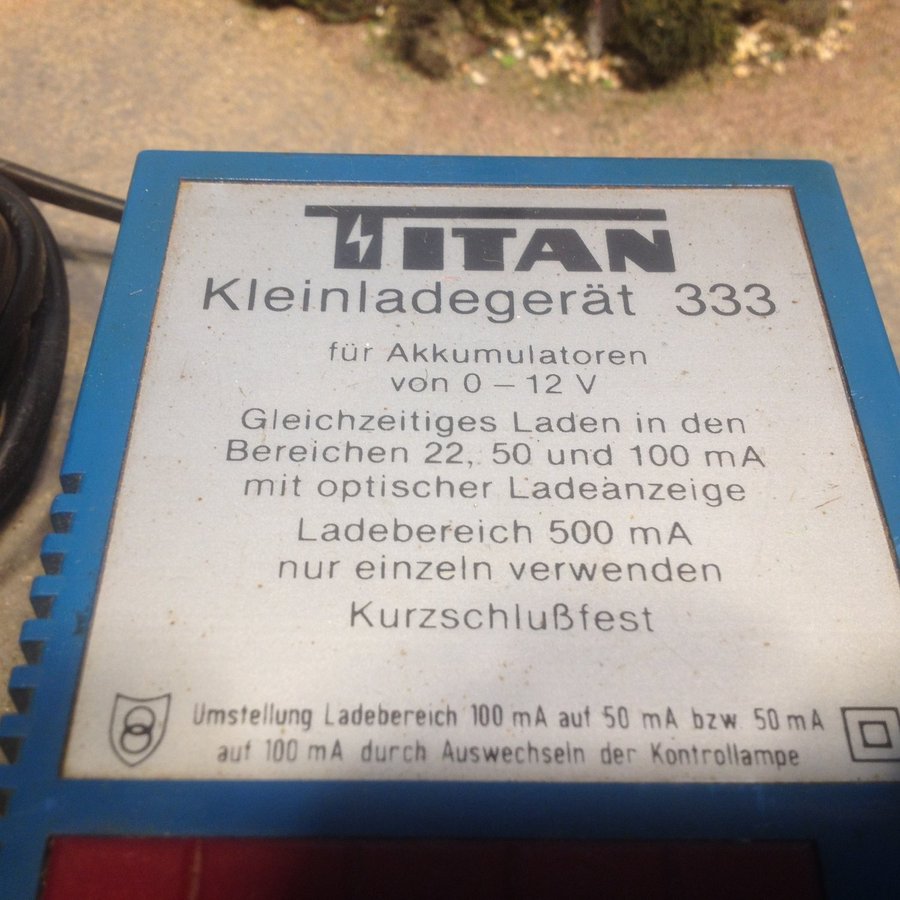 TITAN
Kleinladegerät 333
für Akkumulatoren
von 0 – 12 V
Gleichzeitiges Laden in den
Bereichen 22, 50 und 100 mA
mit optischer Ladeanzeige
Ladebereich 500 mA
nur einzeln verwenden
Kurzschlußfest
Umstellung Ladebereich 100 mA auf 50 mA bzw. 50 mA
auf 100 mA durch Auswechseln der Kontrollampe